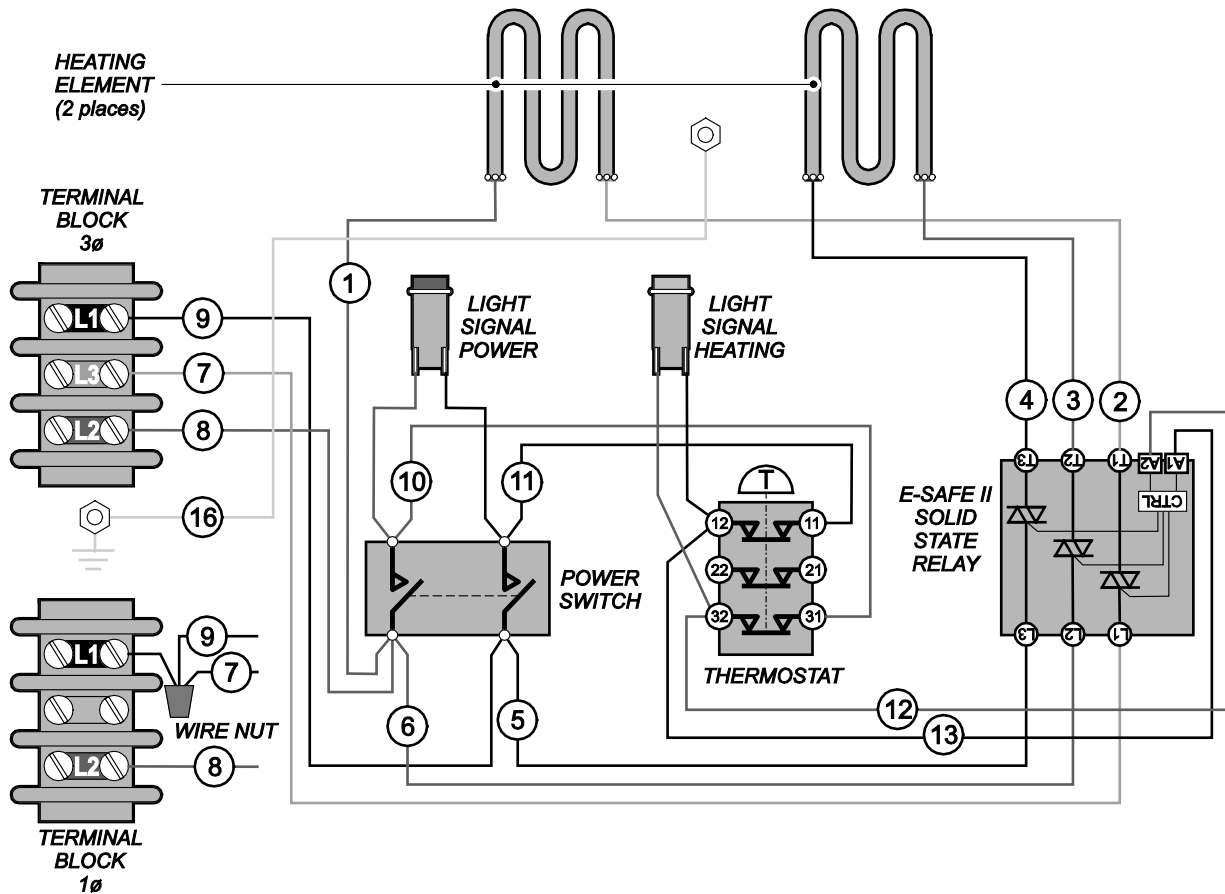 HEATING
ELEMENT
(2 places)
TERMINAL
BLOCK
3ø
1
L1
9
LIGHT
SIGNAL
POWER
LIGHT
SIGNAL
HEATING
L3
7
L2
8
4
3
2
10
11
T3
T2
T1
A2
A1
T
E-SAFE II
SOLID
STATE
RELAY
CTRL
16
12
11
22
21
32
31
POWER
SWITCH
THERMOSTAT
L3
L2
L1
L1
9
7
WIRE NUT
6
5
12
13
L2
8
TERMINAL
BLOCK
1ø